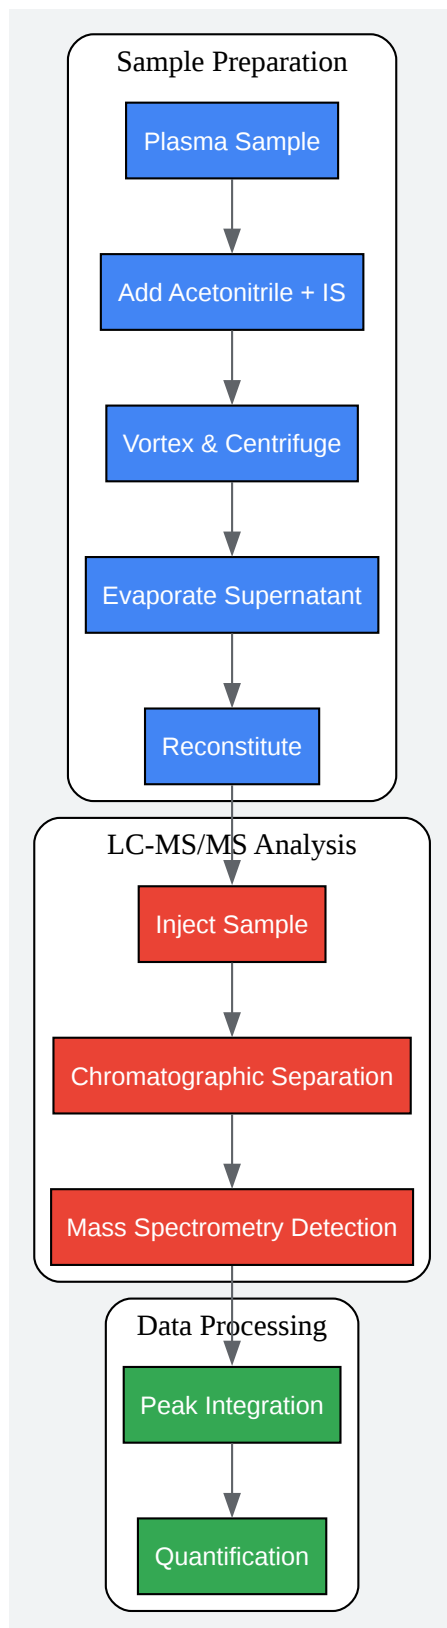 Sample Preparation
Plasma Sample
Add Acetonitrile + IS
Vortex & Centrifuge
Evaporate Supernatant
Reconstitute
LC-MS/MS Analysis
Inject Sample
Chromatographic Separation
Mass Spectrometry Detection
Data Processing
Peak Integration
Quantification